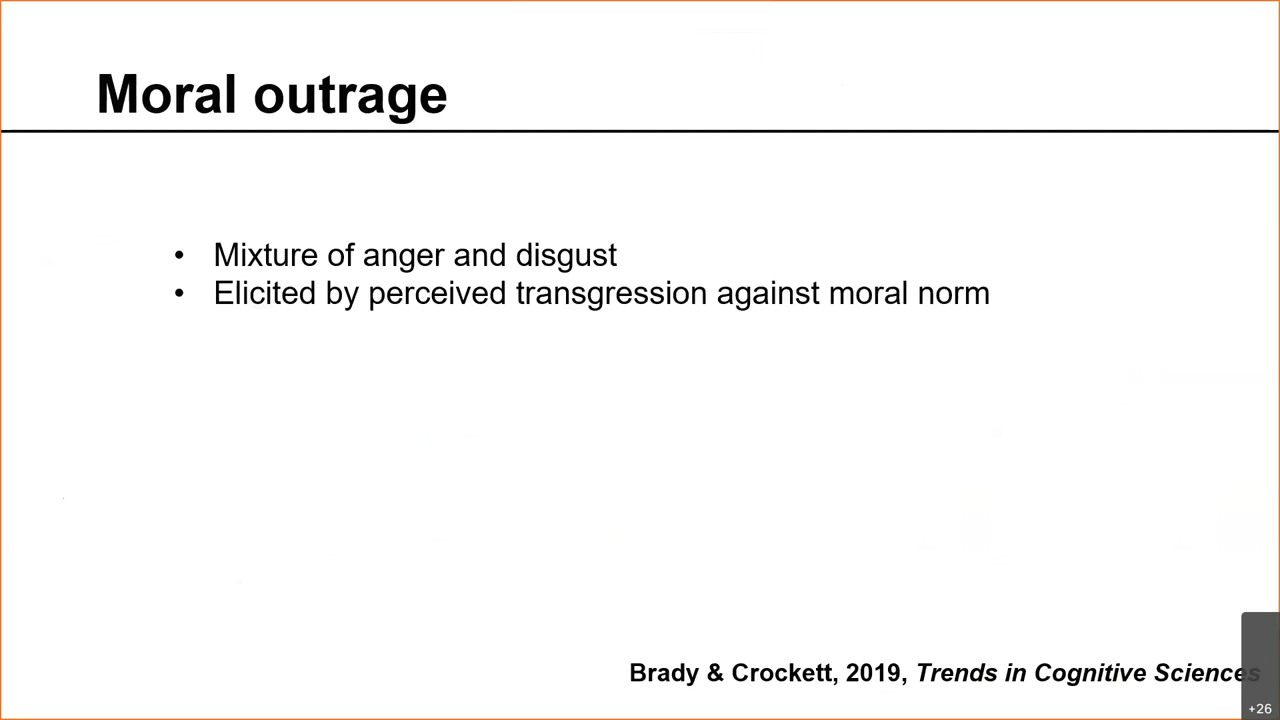 Moral outrage
• Mixture of anger and disgust
• Elicited by perceived transgression against moral norm
Brady & Crockett, 2019, Trends in Cognitive Sciences
+26